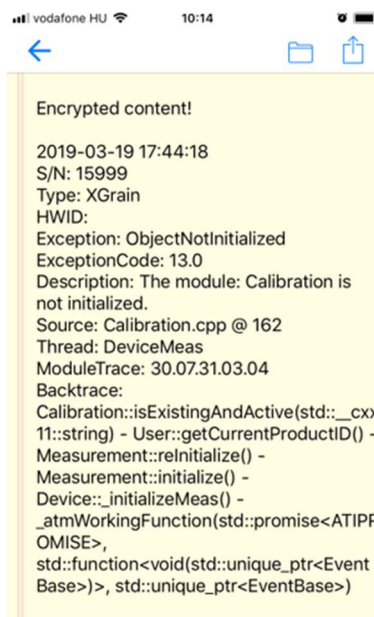 vodafone HU 10:14
Encrypted content!
2019-03-19 17:44:18
S/N: 15999
Type: XGrain
HWID:
Exception: ObjectNotInitialized
ExceptionCode: 13.0
Description: The module: Calibration is
not initialized.
Source: Calibration.cpp @ 162
Thread: DeviceMeas
ModuleTrace: 30.07.31.03.04
Backtrace:
Calibration::isExistingAndActive(std::__cxx
11::string) - User::getCurrentProductID() -
Measurement::reInitialize() -
Measurement::initialize() -
Device::_initializeMeas() -
_atmWorkingFunction(std::promise<ATIPR
OMISE>,
std::function<void(std::unique_ptr<Event
Base>)>, std::unique_ptr<EventBase>)